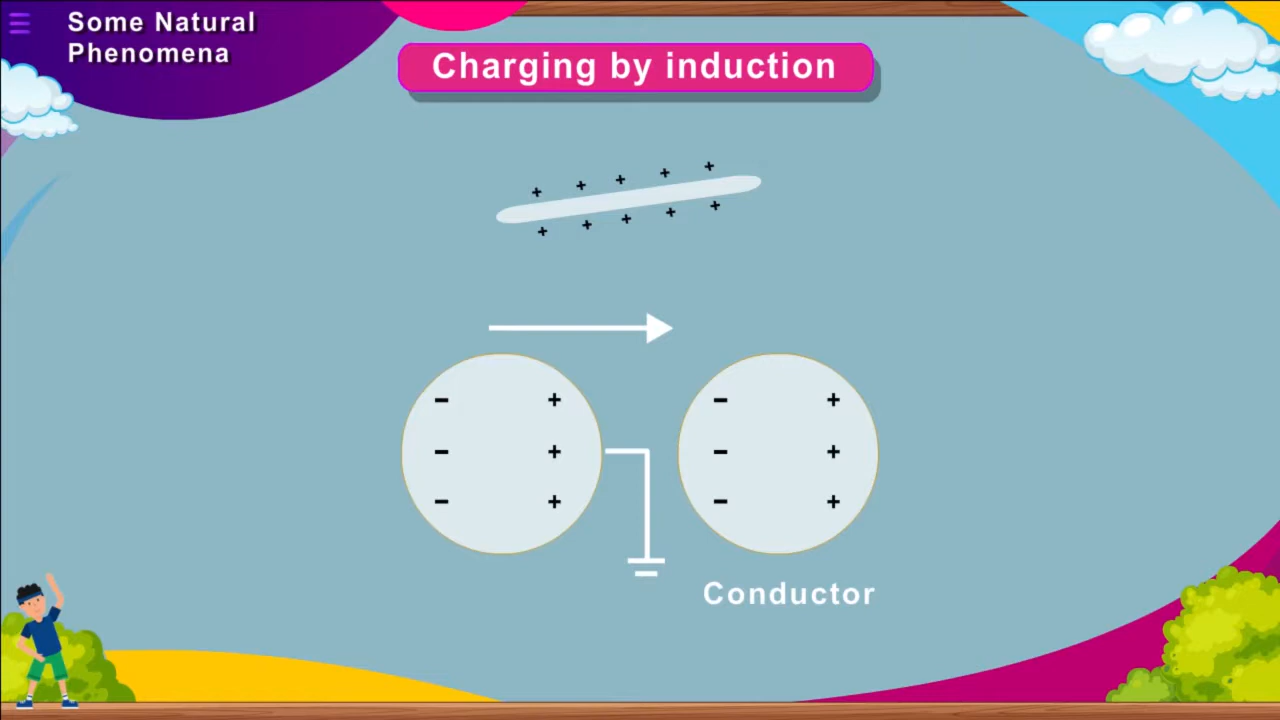 Some Natural
Phenomena
Charging by induction
+ + + + +
+ + + + +
- + - +
- + - +
- + - +
Conductor